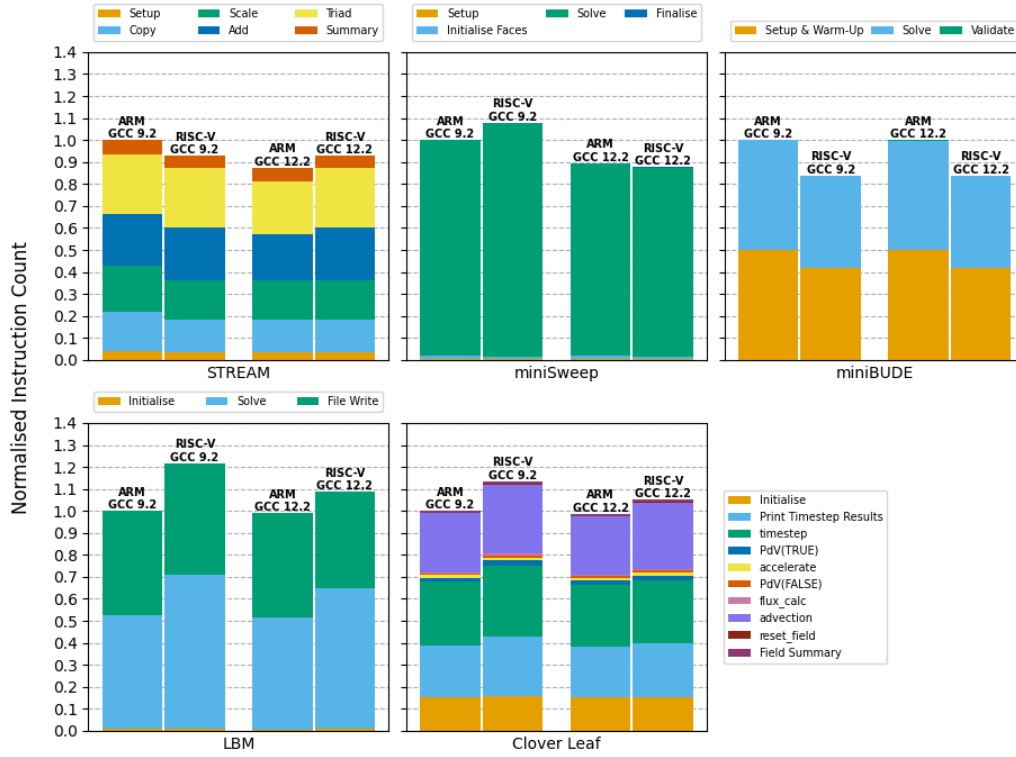 Setup Scale Triad
Copy Add Summary
Setup Solve Finalise
Initialise Faces
Setup & Warm-Up Solve Validate
Normalised Instruction Count
1.4
1.3
1.2
1.1
1.0
0.9
0.8
0.7
0.6
0.5
0.4
0.3
0.2
0.1
0.0
ARM
GCC 9.2
RISC-V
GCC 9.2
ARM
GCC 12.2
RISC-V
GCC 12.2
STREAM
ARM
GCC 9.2
RISC-V
GCC 9.2
ARM
GCC 12.2
RISC-V
GCC 12.2
miniSweep
ARM
GCC 9.2
RISC-V
GCC 9.2
ARM
GCC 12.2
RISC-V
GCC 12.2
miniBUDE
Initialise Solve File Write
1.4
1.3
1.2
1.1
1.0
0.9
0.8
0.7
0.6
0.5
0.4
0.3
0.2
0.1
0.0
ARM
GCC 9.2
RISC-V
GCC 9.2
ARM
GCC 12.2
RISC-V
GCC 12.2
LBM
ARM
GCC 9.2
RISC-V
GCC 9.2
ARM
GCC 12.2
RISC-V
GCC 12.2
Clover Leaf
Initialise
Print Timestep Results
timestep
PdV(TRUE)
accelerate
PdV(FALSE)
flux_calc
advection
reset_field
Field Summary